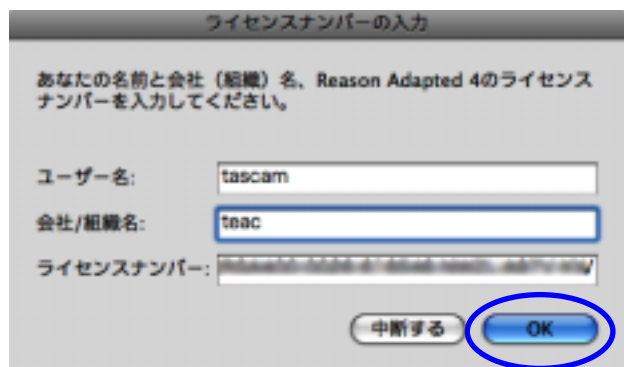 ライセンスナンバーの入力
あなたの名前と会社（組織）名、Reason Adapted 4のライセンス
ナンバーを入力してください。
ユーザー名: tascam
会社/組織名: teac
ライセンスナンバー:
中断する OK